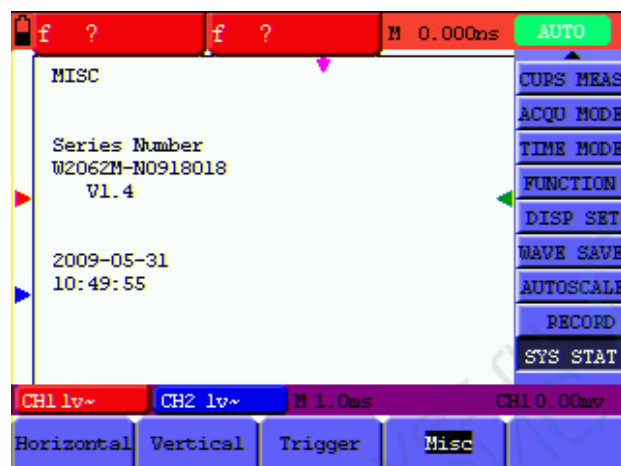 f ? f ? M 0.000ns AUTO
MISC
Series Number
W2062M-N0918018
V1.4
2009-05-31
10:49:55
CURS MEAS
ACQU MODE
TIME MODE
FUNCTION
DISP SET
WAVE SAVE
AUTOSCALE
RECORD
SYS STAT
CH1 1v~ CH2 1v~ M 1.0ms CH1 0.00mv
Horizontal Vertical Trigger Misc